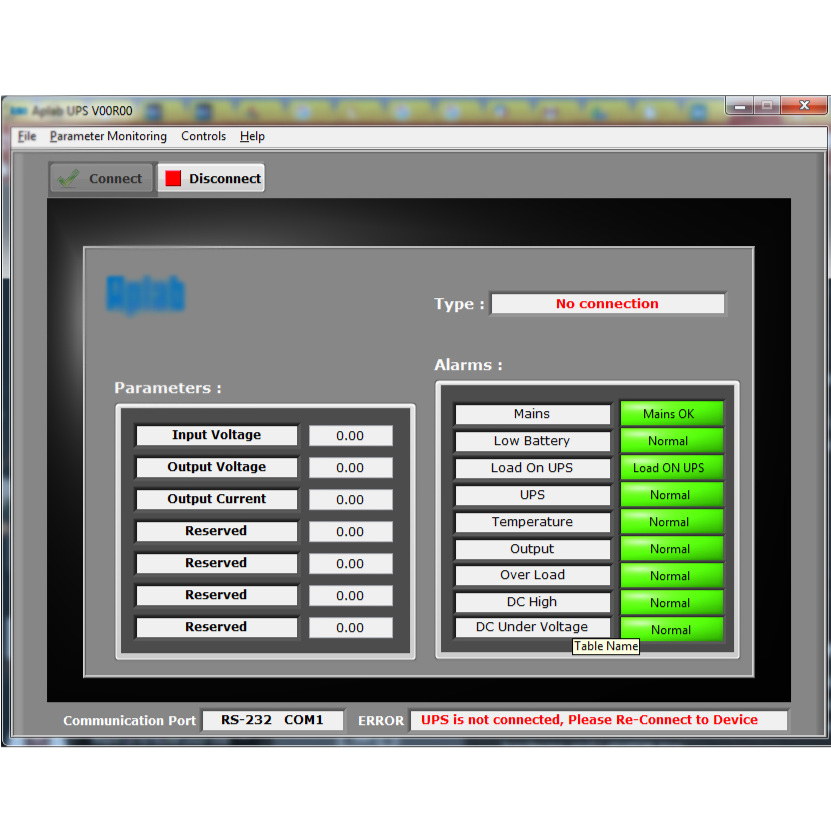 Aplab UPS V00R00
File Parameter Monitoring Controls Help
Connect Disconnect
Aplab
Type : No connection
Alarms :
Parameters :
Mains Mains OK
Low Battery Normal
Load On UPS Load ON UPS
UPS Normal
Temperature Normal
Output Normal
Over Load Normal
DC High Normal
DC Under Voltage Normal
Table Name
Input Voltage 0.00
Output Voltage 0.00
Output Current 0.00
Reserved 0.00
Reserved 0.00
Reserved 0.00
Reserved 0.00
Communication Port RS-232 COM1 ERROR UPS is not connected, Please Re-Connect to Device